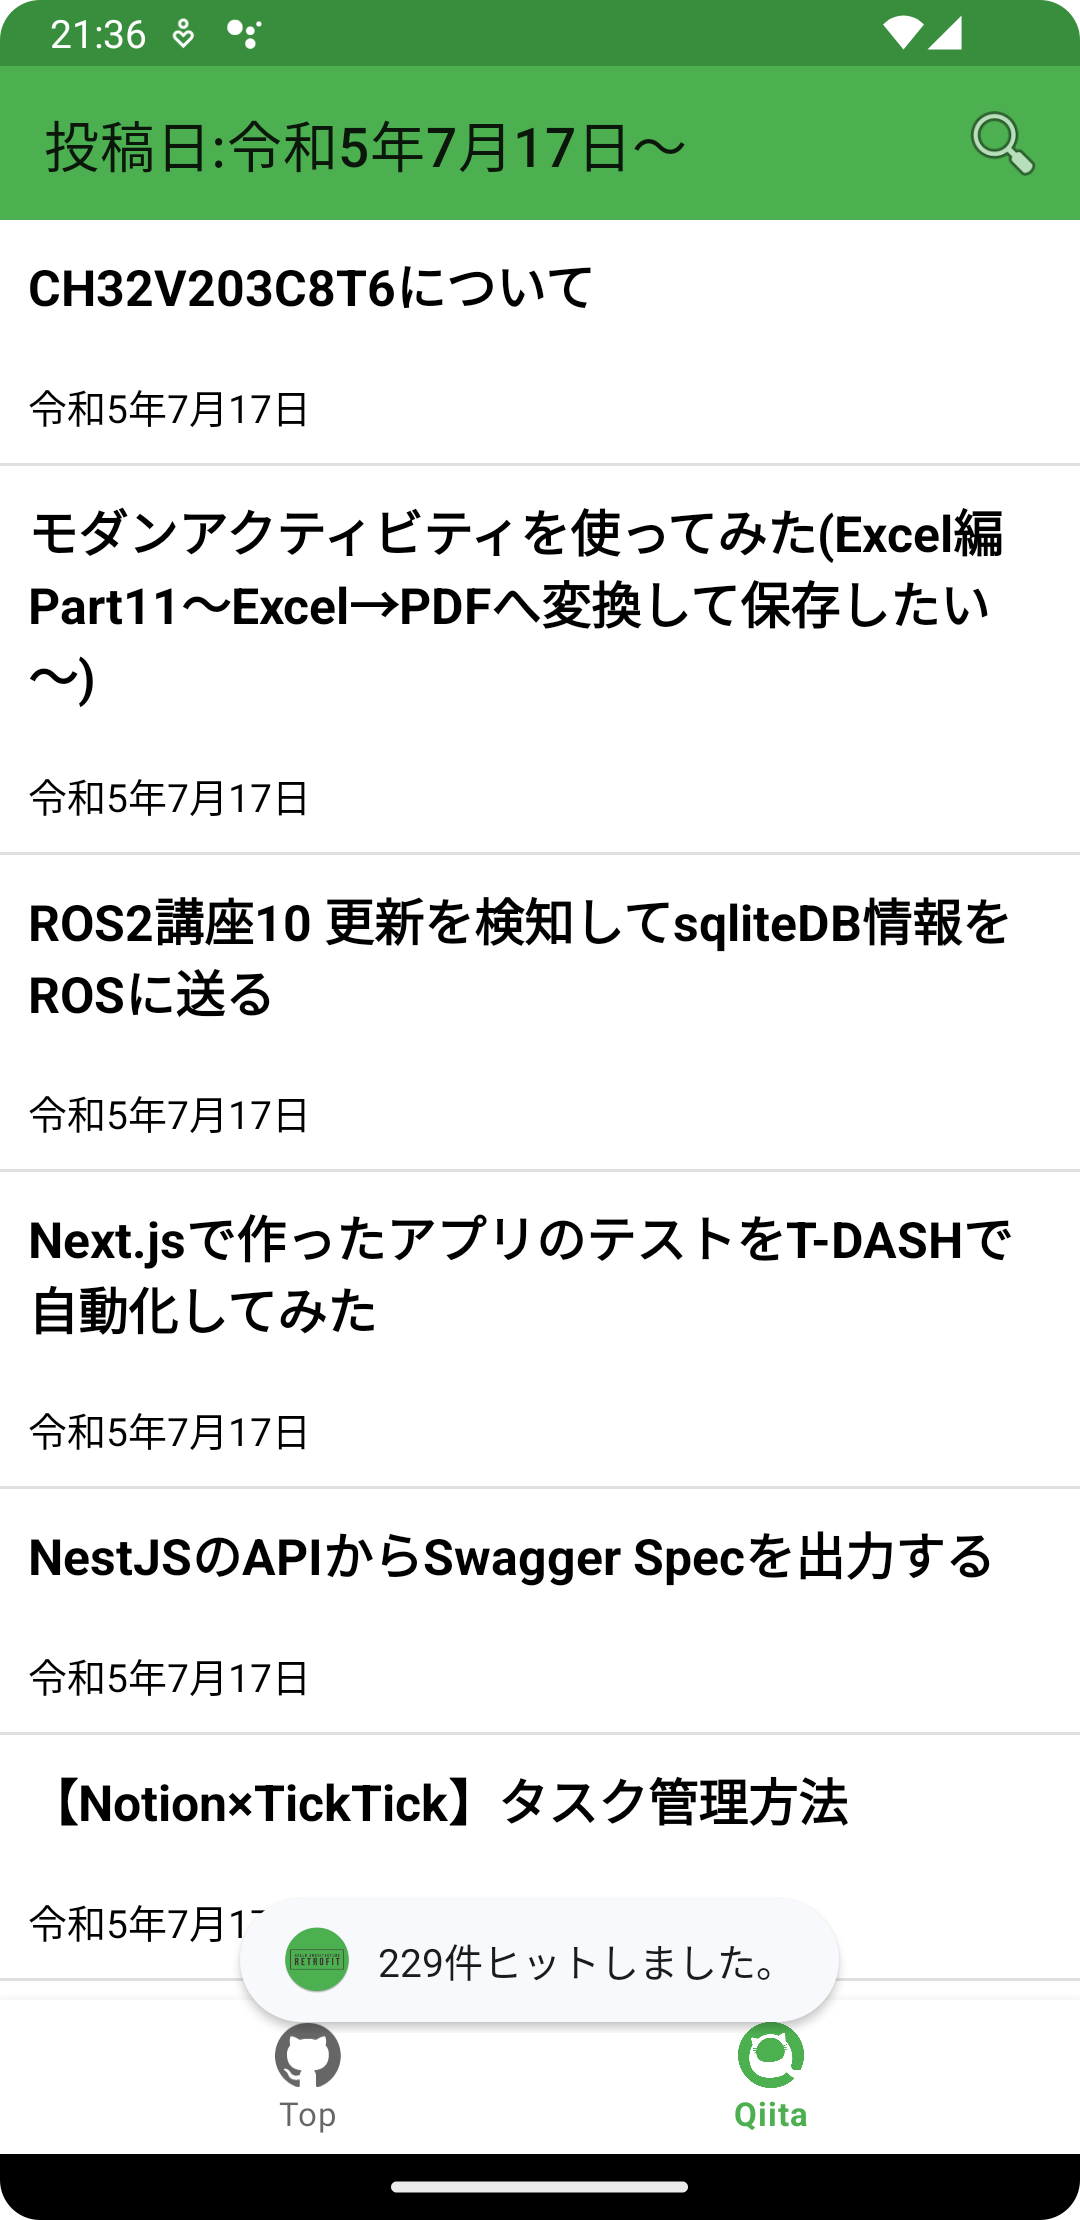 21:36
投稿日:令和5年7月17日〜
CH32V203C8T6について
令和5年7月17日
モダンアクティビティを使ってみた(Excel編
Part11〜Excel→PDFへ変換して保存したい
〜)
令和5年7月17日
ROS2講座10 更新を検知してsqliteDB情報を
ROSに送る
令和5年7月17日
Next.jsで作ったアプリのテストをT-DASHで
自動化してみた
令和5年7月17日
NestJSのAPIからSwagger Specを出力する
令和5年7月17日
【Notion×TickTick】タスク管理方法
令和5年7月17
RETROFIT
229件ヒットしました。
Top
Qiita